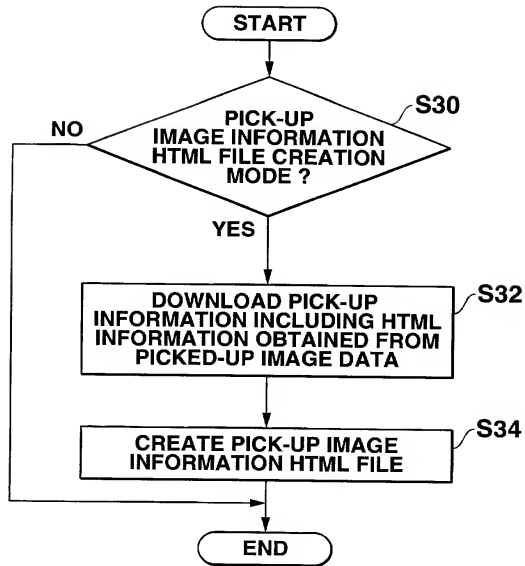 START
PICK-UP
IMAGE INFORMATION
HTML FILE CREATION
MODE ?
S30
NO
YES
DOWNLOAD PICK-UP
INFORMATION INCLUDING HTML
INFORMATION OBTAINED FROM
PICKED-UP IMAGE DATA
S32
CREATE PICK-UP IMAGE
INFORMATION HTML FILE
S34
END